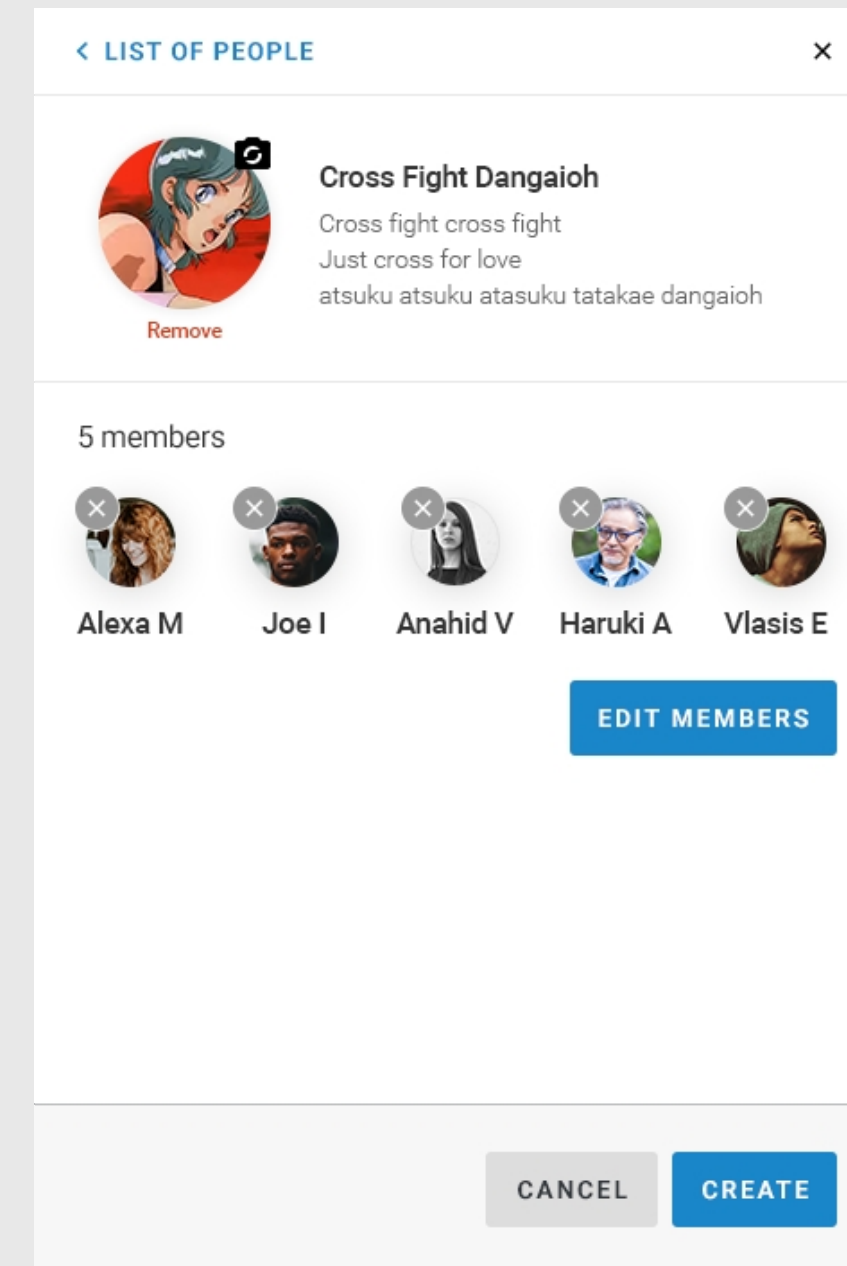 LIST OF PEOPLE
Cross Fight Dangaioh
Cross fight cross fight
Just cross for love
atsuku atsuku atasuku tatakae dangaioh
Remove
5 members
Alexa M Joe I Anahid V Haruki A Vlasis E
EDIT MEMBERS
CANCEL CREATE